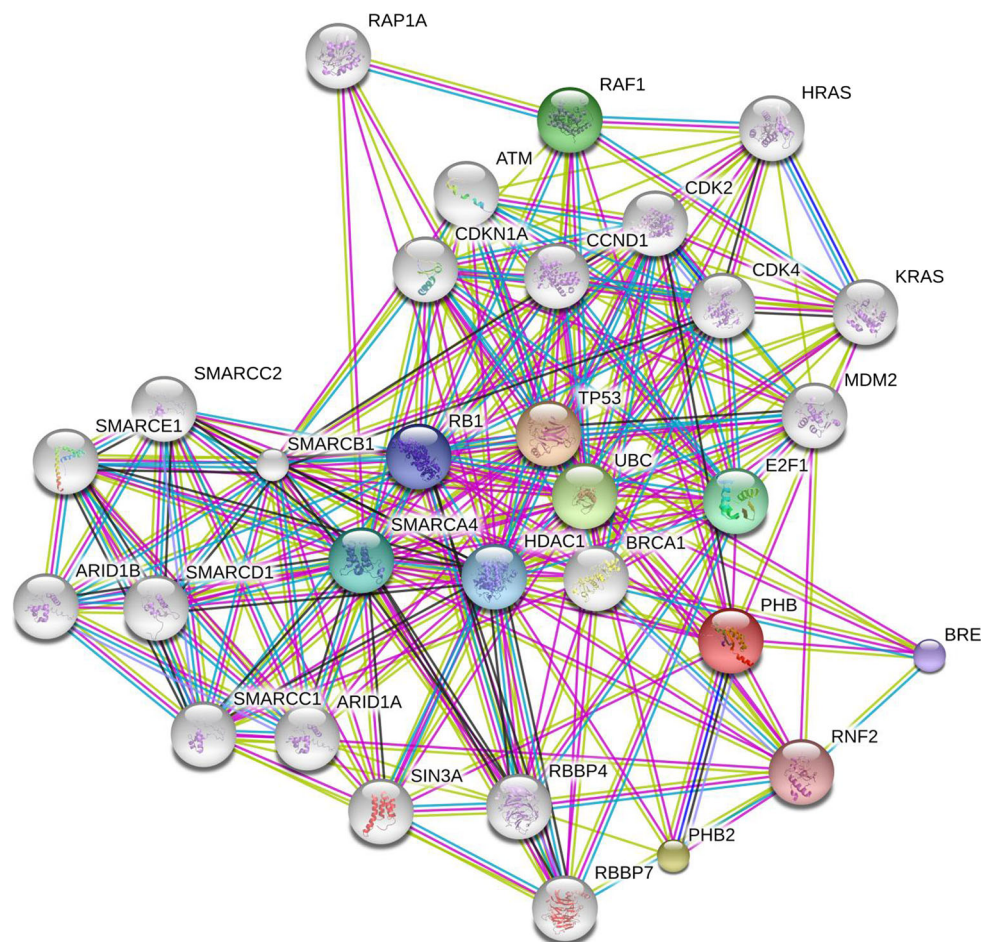 RAP1A
RAF1
HRAS
ATM
CDK2
CDKN1A
CCND1
CDK4
KRAS
SMARCC2
MDM2
TP53
SMARCE1
SMARCB1
RB1
UBC
E2F1
SMARCA4
HDAC1
BRCA1
ARID1B
SMARCD1
PHB
BRE
SMARCC1
ARID1A
RNF2
SIN3A
RBBP4
PHB2
RBBP7